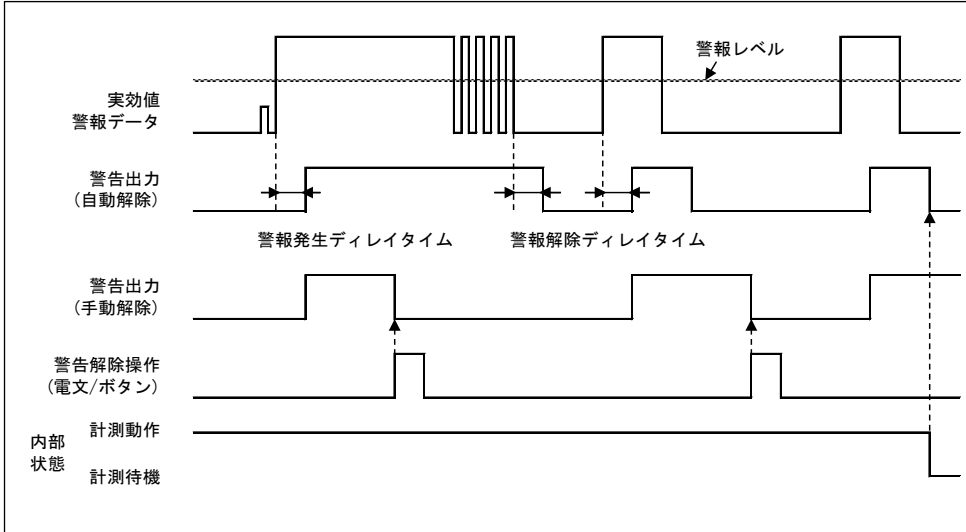 警報レベル
実効値
警報データ
警告出力
(自動解除)
警報発生ディレイタイム
警報解除ディレイタイム
警告出力
(手動解除)
警告解除操作
(電文/ボタン)
内部
状態
計測動作
計測待機